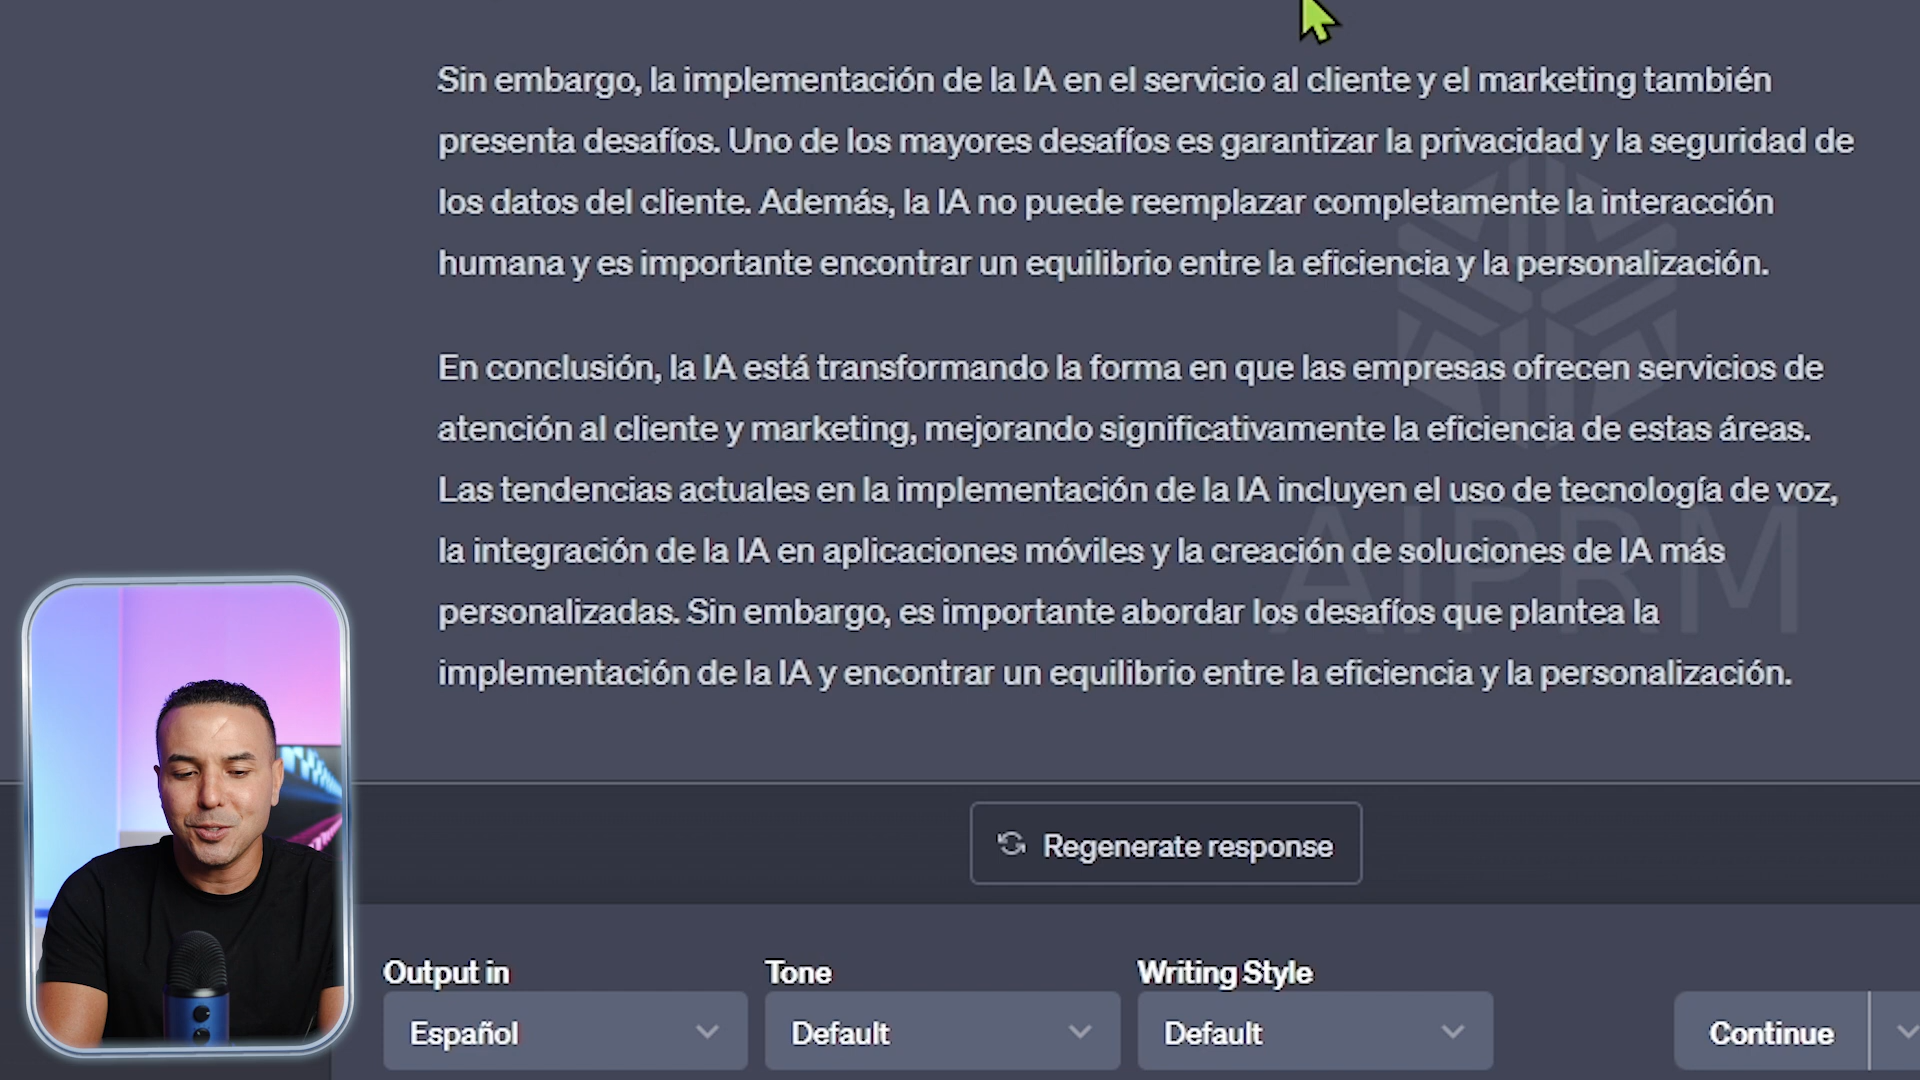 Sin embargo, la implementación de la IA en el servicio al cliente y el marketing también
presenta desafíos. Uno de los mayores desafíos es garantizar la privacidad y la seguridad de
los datos del cliente. Además, la IA no puede reemplazar completamente la interacción
humana y es importante encontrar un equilibrio entre la eficiencia y la personalización.
En conclusión, la IA está transformando la forma en que las empresas ofrecen servicios de
atención al cliente y marketing, mejorando significativamente la eficiencia de estas áreas.
Las tendencias actuales en la implementación de la IA incluyen el uso de tecnología de voz,
la integración de la IA en aplicaciones móviles y la creación de soluciones de IA más
personalizadas. Sin embargo, es importante abordar los desafíos que plantea la
implementación de la IA y encontrar un equilibrio entre la eficiencia y la personalización.
AIPRM
Regenerate response
Output in
Tone
Writing Style
Español
Default
Default
Continue